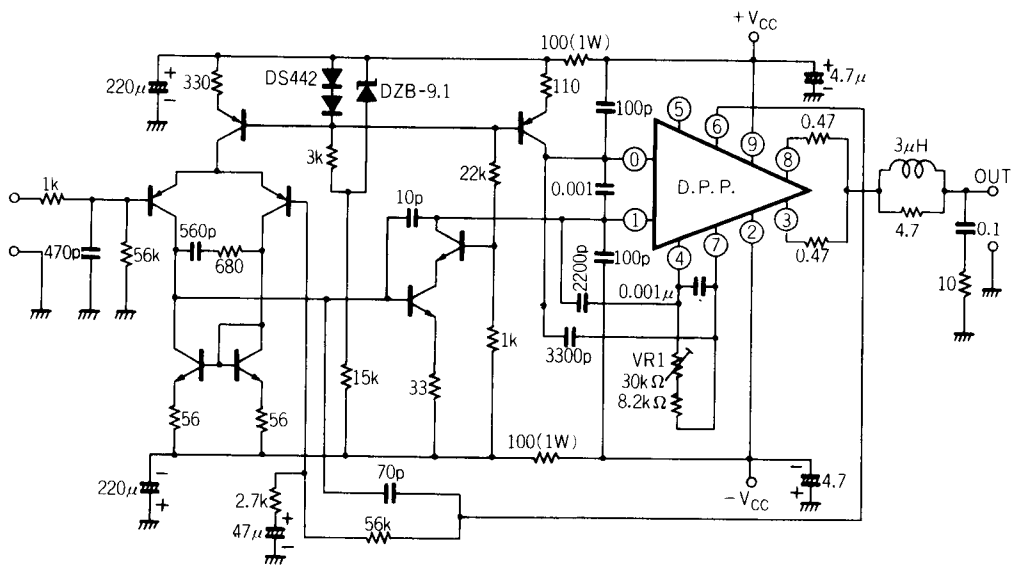 +VCC
100(1W)
DS442
DZB-9.1
220μ
+
-
330
110
100p
+
4.7μ
-
5
6
0.47
3μH
3k
22k
0
9
8
OUT
1k
10p
0.001
D.P.P.
560p
1
3
4.7
0.1
470p
56k
680
100p
4
7
2
0.47
2200p
0.001μ
10
1k
3300p
VR1
30kΩ
8.2kΩ
15k
33
56
56
100(1W)
220μ
-
+
70p
-
+
4.7
2.7k
-VCC
+
47μ
-
56k